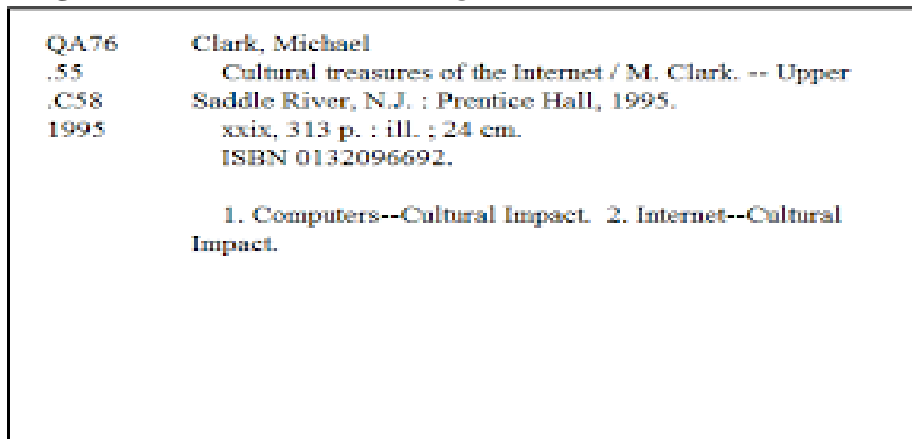 QA76 Clark, Michael
.55 Cultural treasures of the Internet / M. Clark. -- Upper
.C58 Saddle River, N.J. : Prentice Hall, 1995.
1995 xxix, 313 p. : ill. ; 24 cm.
ISBN 0132096692.
1. Computers--Cultural Impact. 2. Internet--Cultural
Impact.